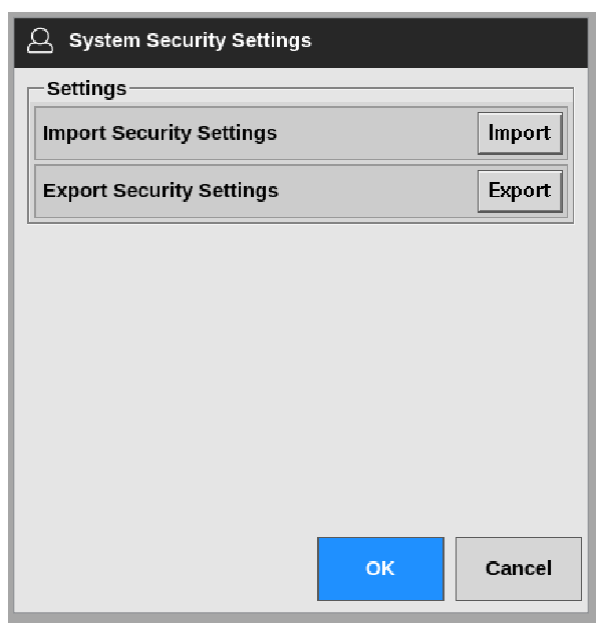 System Security Settings
Settings
Import Security Settings Import
Export Security Settings Export
OK Cancel